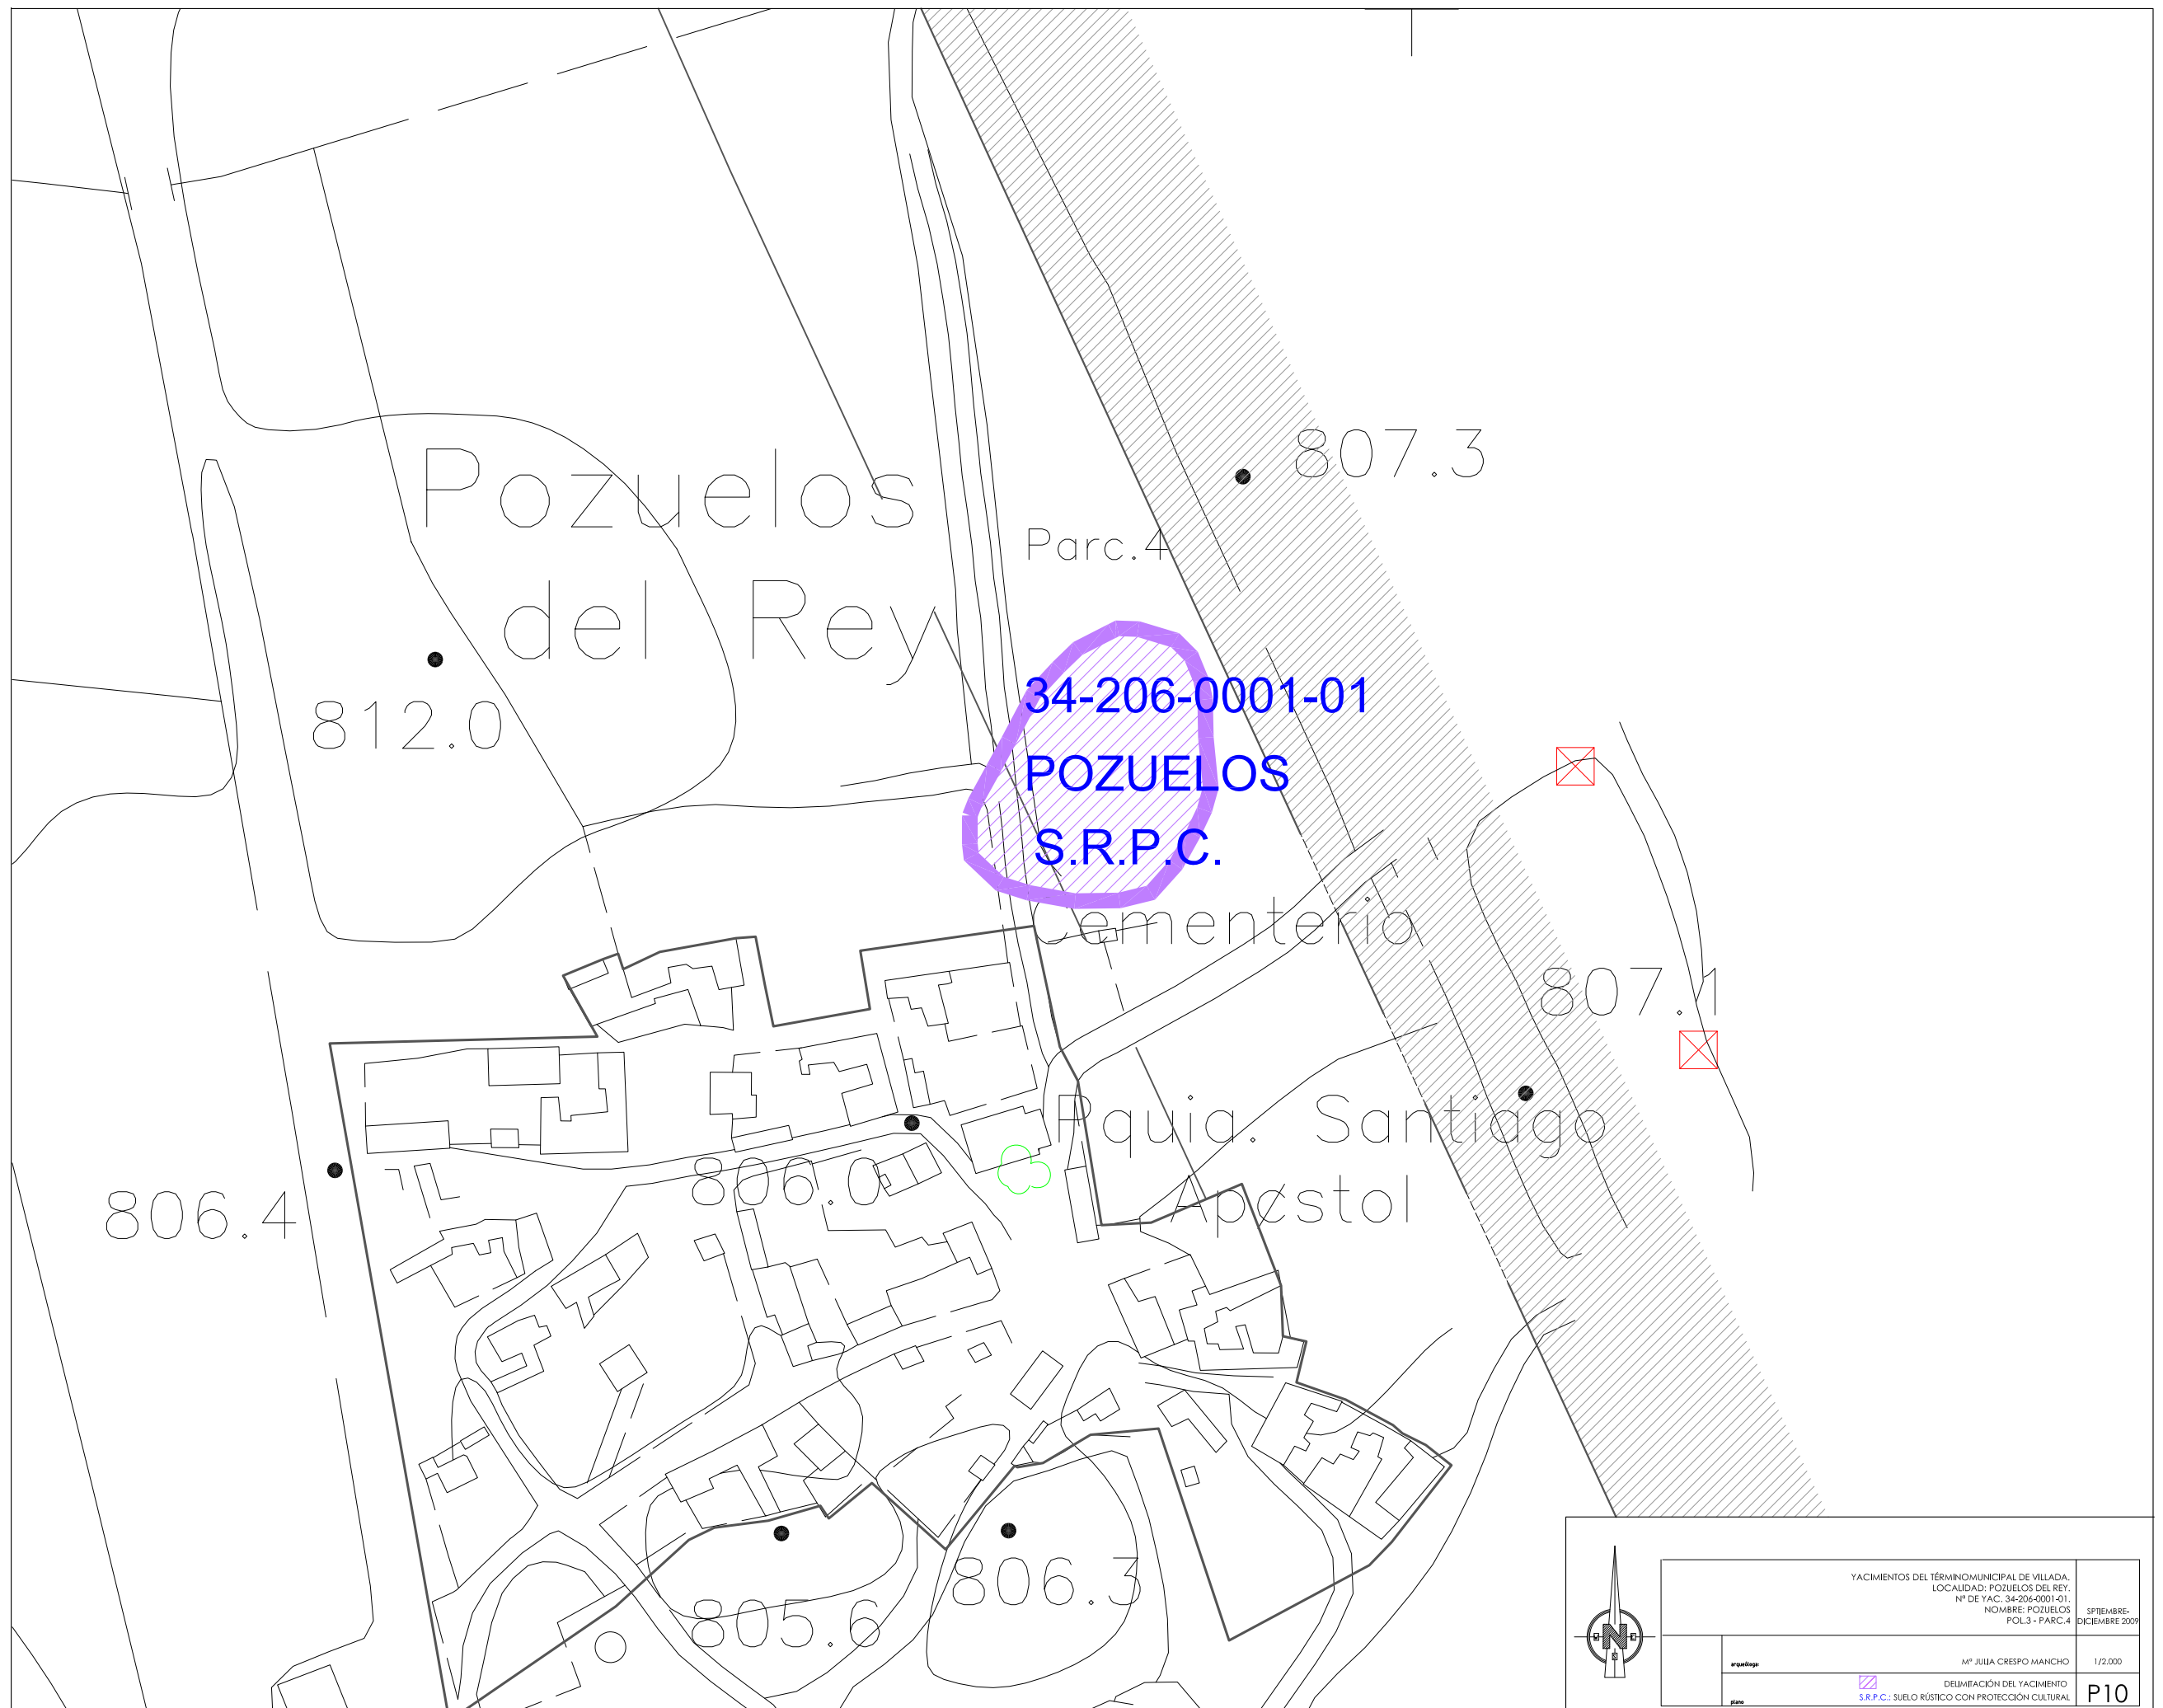 807.3
Pozuelos
Parc.4
del Rey
34-206-0001-01
812.0
POZUELOS
S.R.P.C.
Cementerio
807.1
Pquia. Santiago
806.0
806.4
Apcstol
806.3
805.6
YACIMIENTOS DEL TÉRMINOMUNICIPAL DE VILLADA.
LOCALIDAD: POZUELOS DEL REY.
Nº DE YAC. 34-206-0001-01.
NOMBRE: POZUELOS
POL.3 - PARC.4
SPTIEMBRE-
DICIEMBRE 2009
N
arqueóloga:
Mª JULIA CRESPO MANCHO
1/2.000
DELIMITACIÓN DEL YACIMIENTO
plano
S.R.P.C.: SUELO RÚSTICO CON PROTECCIÓN CULTURAL
P10